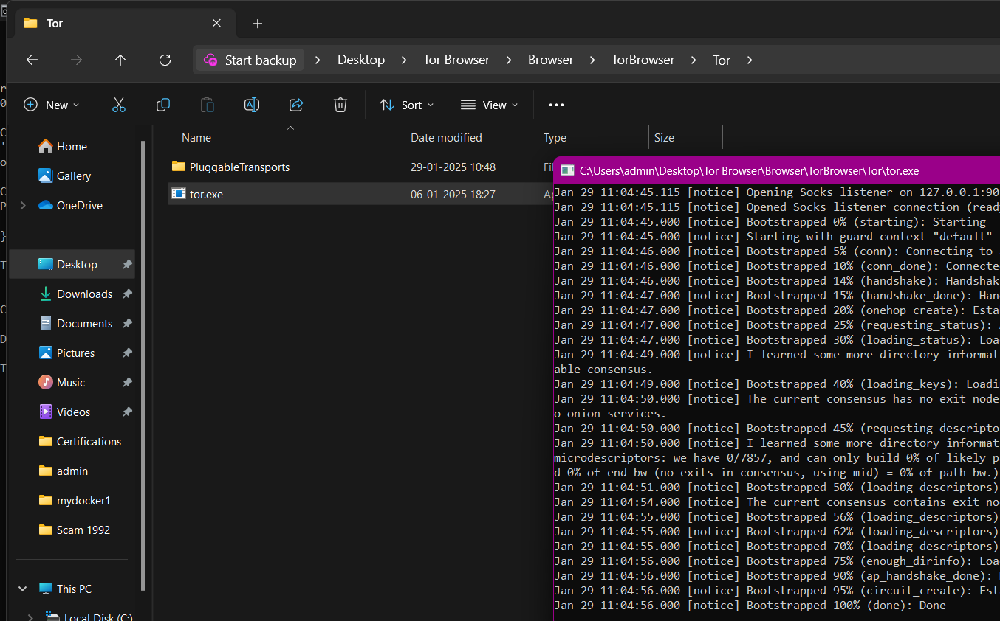 Tor
Start backup > Desktop > Tor Browser > Browser > TorBrowser > Tor >
New Sort View ...
Name Date modified Type Size
Home
Gallery
OneDrive
Desktop
Downloads
Documents
Pictures
Music
Videos
Certifications
admin
mydocker1
Scam 1992
This PC
Local Disk (C:)
PluggableTransports 29-01-2025 10:48 Fil
tor.exe 06-01-2025 18:27 Ap
C:\Users\admin\Desktop\Tor Browser\Browser\TorBrowser\Tor\tor.exe
Jan 29 11:04:45.115 [notice] Opening Socks listener on 127.0.0.1:90
Jan 29 11:04:45.115 [notice] Opened Socks listener connection (read
Jan 29 11:04:45.000 [notice] Bootstrapped 0% (starting): Starting
Jan 29 11:04:45.000 [notice] Starting with guard context "default"
Jan 29 11:04:46.000 [notice] Bootstrapped 5% (conn): Connecting to
Jan 29 11:04:46.000 [notice] Bootstrapped 10% (conn_done): Connecte
Jan 29 11:04:46.000 [notice] Bootstrapped 14% (handshake): Handshak
Jan 29 11:04:47.000 [notice] Bootstrapped 15% (handshake_done): Han
Jan 29 11:04:47.000 [notice] Bootstrapped 20% (onehop_create): Esta
Jan 29 11:04:47.000 [notice] Bootstrapped 25% (requesting_status):
Jan 29 11:04:47.000 [notice] Bootstrapped 30% (loading_status): Loa
Jan 29 11:04:49.000 [notice] I learned some more directory informat
able consensus.
Jan 29 11:04:49.000 [notice] Bootstrapped 40% (loading_keys): Loadi
Jan 29 11:04:50.000 [notice] The current consensus has no exit node
o onion services.
Jan 29 11:04:50.000 [notice] Bootstrapped 45% (requesting_descripto
Jan 29 11:04:50.000 [notice] I learned some more directory informat
microdescriptors: we have 0/7857, and can only build 0% of likely p
d 0% of end bw (no exits in consensus, using mid) = 0% of path bw.)
Jan 29 11:04:51.000 [notice] Bootstrapped 50% (loading_descriptors)
Jan 29 11:04:54.000 [notice] The current consensus contains exit no
Jan 29 11:04:55.000 [notice] Bootstrapped 56% (loading_descriptors)
Jan 29 11:04:55.000 [notice] Bootstrapped 62% (loading_descriptors)
Jan 29 11:04:55.000 [notice] Bootstrapped 70% (loading_descriptors)
Jan 29 11:04:56.000 [notice] Bootstrapped 75% (enough_dirinfo): Loa
Jan 29 11:04:56.000 [notice] Bootstrapped 90% (ap_handshake_done):
Jan 29 11:04:56.000 [notice] Bootstrapped 95% (circuit_create): Est
Jan 29 11:04:56.000 [notice] Bootstrapped 100% (done): Done